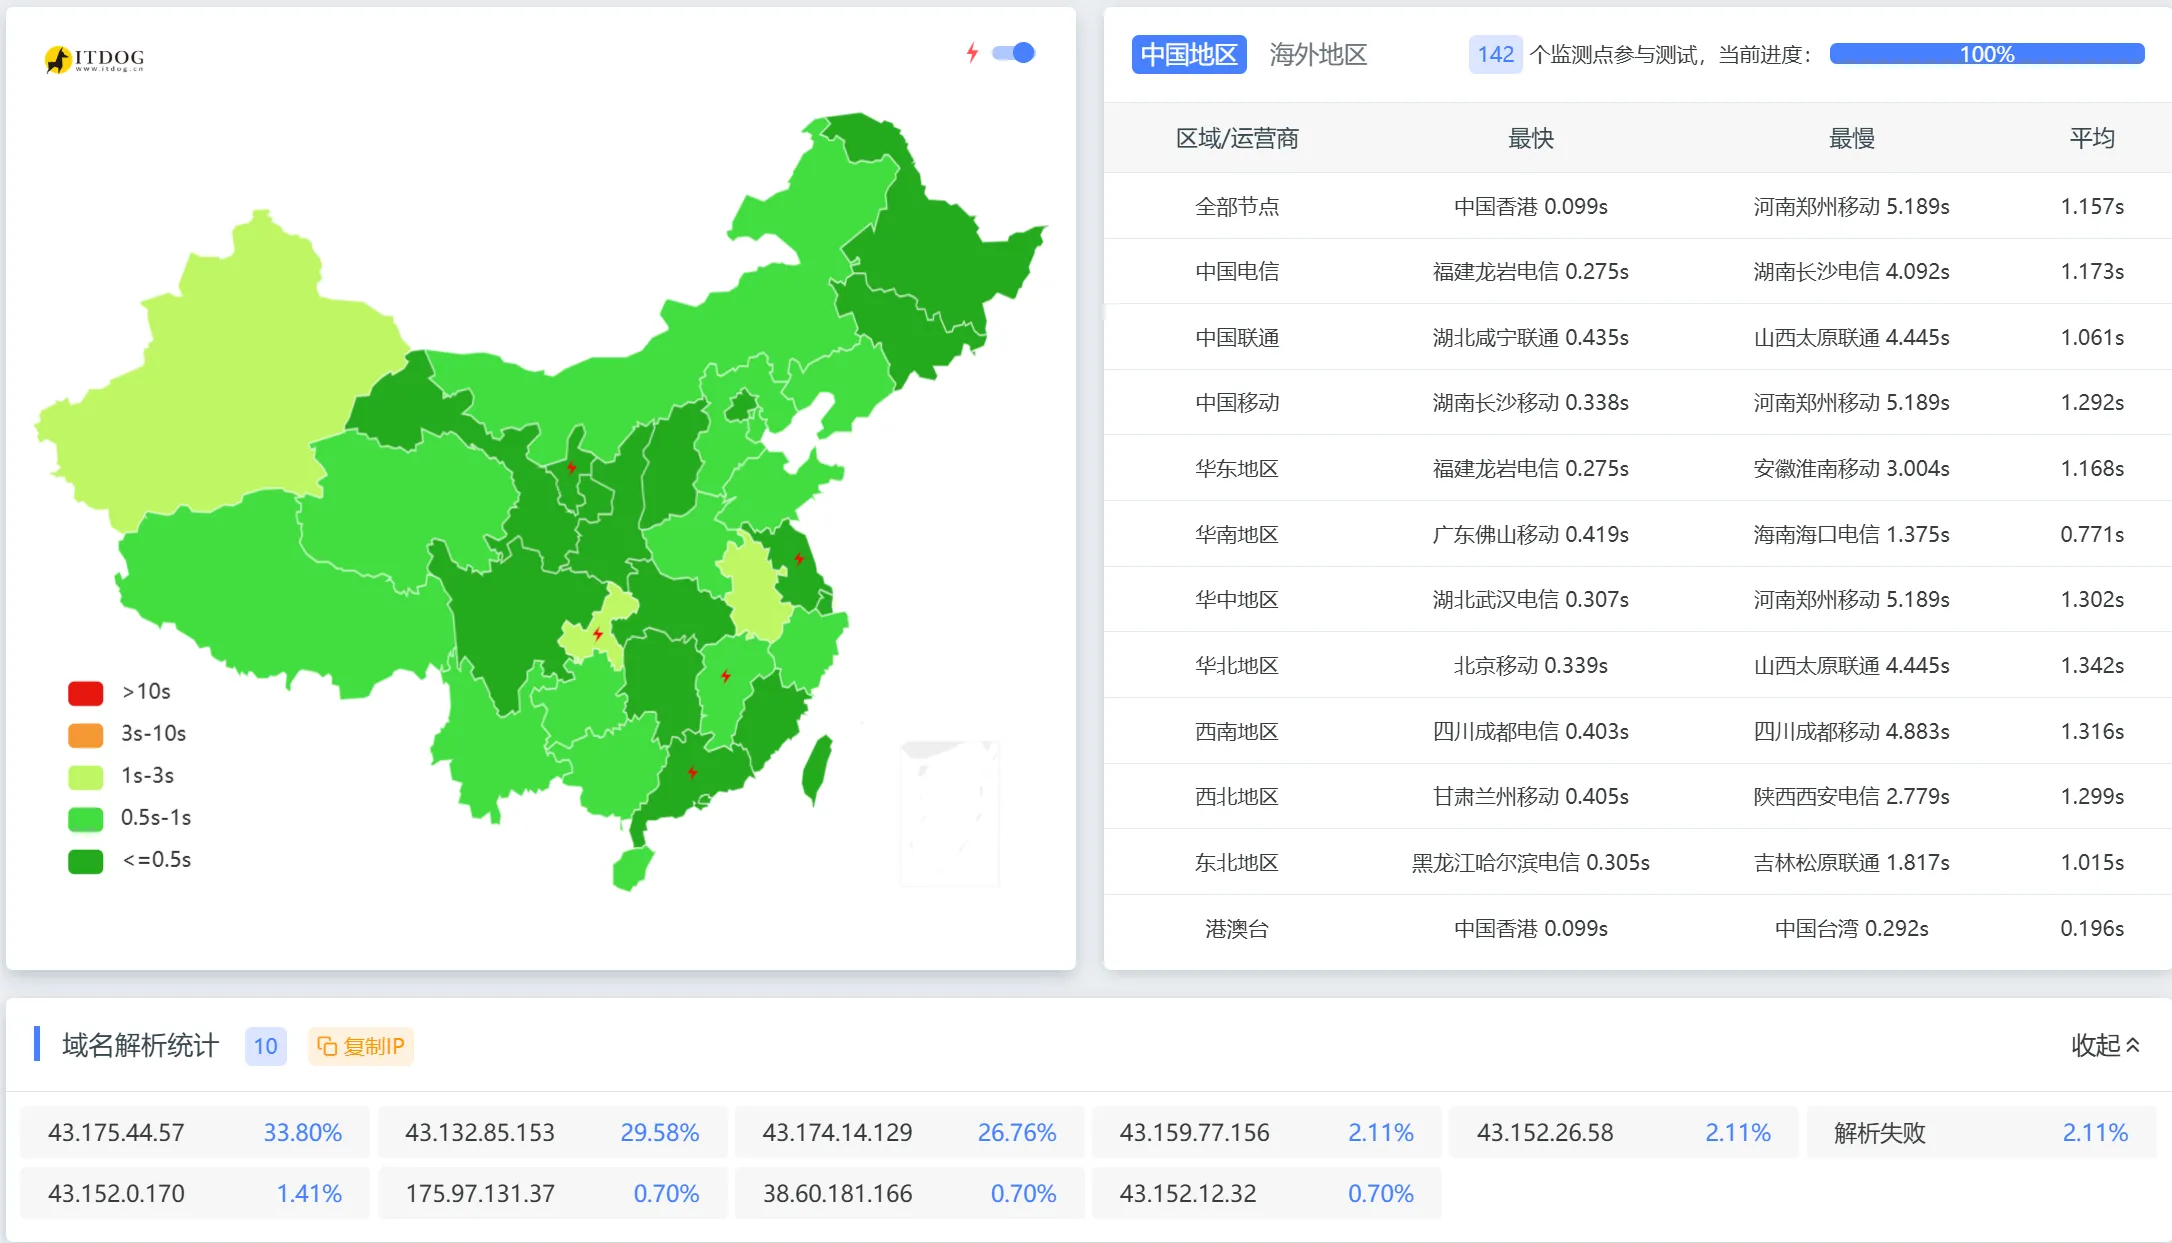 ITDOG
www.itdog.cn
>10s
3s-10s
1s-3s
0.5s-1s
<=0.5s
中国地区 海外地区 142 个监测点参与测试，当前进度： 100%
区域/运营商 最快 最慢 平均
全部节点 中国香港 0.099s 河南郑州移动 5.189s 1.157s
中国电信 福建龙岩电信 0.275s 湖南长沙电信 4.092s 1.173s
中国联通 湖北咸宁联通 0.435s 山西太原联通 4.445s 1.061s
中国移动 湖南长沙移动 0.338s 河南郑州移动 5.189s 1.292s
华东地区 福建龙岩电信 0.275s 安徽淮南移动 3.004s 1.168s
华南地区 广东佛山移动 0.419s 海南海口电信 1.375s 0.771s
华中地区 湖北武汉电信 0.307s 河南郑州移动 5.189s 1.302s
华北地区 北京移动 0.339s 山西太原联通 4.445s 1.342s
西南地区 四川成都电信 0.403s 四川成都移动 4.883s 1.316s
西北地区 甘肃兰州移动 0.405s 陕西西安电信 2.779s 1.299s
东北地区 黑龙江哈尔滨电信 0.305s 吉林松原联通 1.817s 1.015s
港澳台 中国香港 0.099s 中国台湾 0.292s 0.196s
域名解析统计 10 复制IP 收起
43.175.44.57 33.80% 43.132.85.153 29.58% 43.174.14.129 26.76% 43.159.77.156 2.11% 43.152.26.58 2.11% 解析失败 2.11%
43.152.0.170 1.41% 175.97.131.37 0.70% 38.60.181.166 0.70% 43.152.12.32 0.70%